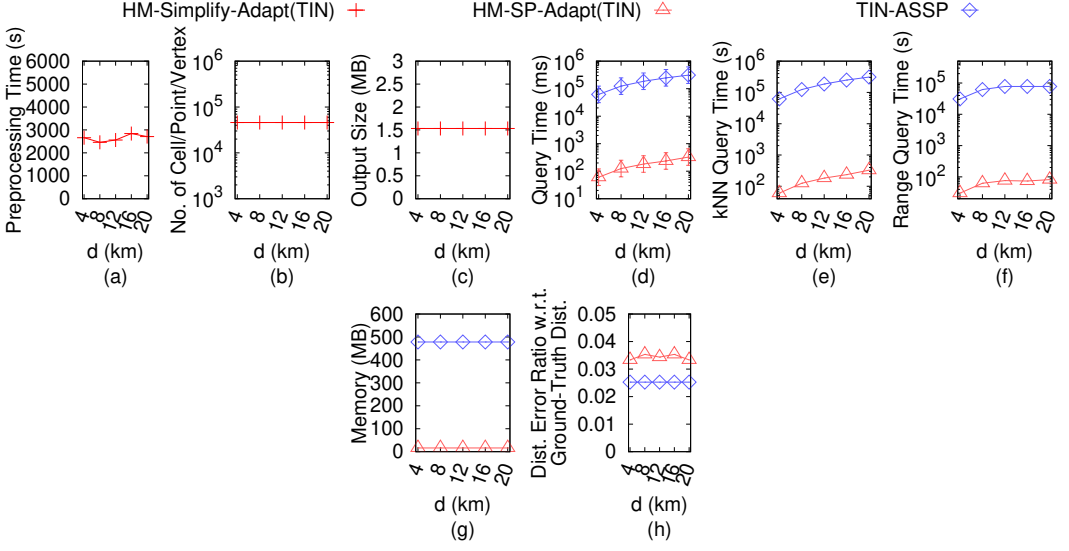 HM-Simplify-Adapt(TIN) HM-SP-Adapt(TIN) TIN-ASSP
Preprocessing Time (s)
6000
5000
4000
3000
2000
1000
0
4 8 12 16 20
d (km)
(a)
No. of Cell/Point/Vertex
10^6
10^5
10^4
10^3
4 8 12 16 20
d (km)
(b)
Output Size (MB)
3
2.5
2
1.5
1
0.5
0
4 8 12 16 20
d (km)
(c)
Query Time (ms)
10^6
10^5
10^4
10^3
10^2
10^1
4 8 12 16 20
d (km)
(d)
kNN Query Time (s)
10^6
10^5
10^4
10^3
10^2
4 8 12 16 20
d (km)
(e)
Range Query Time (s)
10^5
10^4
10^3
10^2
4 8 12 16 20
d (km)
(f)
Memory (MB)
600
500
400
300
200
100
0
4 8 12 16 20
d (km)
(g)
Dist. Error Ratio w.r.t.
Ground-Truth Dist.
0.05
0.04
0.03
0.02
0.01
0
4 8 12 16 20
d (km)
(h)